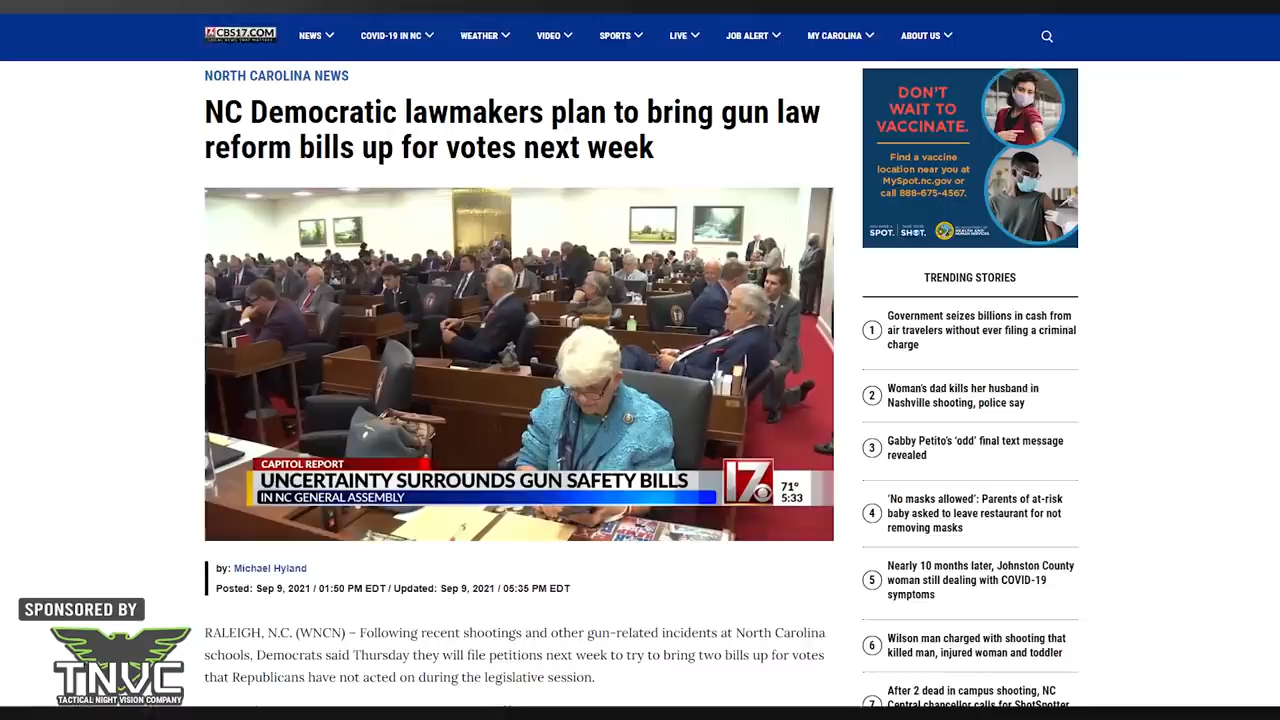 CBS17.COM
NEWS
COVID-19 IN NC
WEATHER
VIDEO
SPORTS
LIVE
JOB ALERT
MY CAROLINA
ABOUT US
NORTH CAROLINA NEWS
NC Democratic lawmakers plan to bring gun law
reform bills up for votes next week
CAPITOL REPORT
UNCERTAINTY SURROUNDS GUN SAFETY BILLS
IN NC GENERAL ASSEMBLY
17
71°
5:33
by: Michael Hyland
Posted: Sep 9, 2021 / 01:50 PM EDT / Updated: Sep 9, 2021 / 05:35 PM EDT
RALEIGH, N.C. (WNCN) – Following recent shootings and other gun-related incidents at North Carolina
schools, Democrats said Thursday they will file petitions next week to try to bring two bills up for votes
that Republicans have not acted on during the legislative session.
DON'T
WAIT TO
VACCINATE.
Find a vaccine
location near you at
MySpot.nc.gov or
call 888-675-4567.
SPOT.
SHOT.
TRENDING STORIES
1 Government seizes billions in cash from
air travelers without ever filing a criminal
charge
2 Woman's dad kills her husband in
Nashville shooting, police say
3 Gabby Petito's 'odd' final text message
revealed
4 'No masks allowed': Parents of at-risk
baby asked to leave restaurant for not
removing masks
5 Nearly 10 months later, Johnston County
woman still dealing with COVID-19
symptoms
6 Wilson man charged with shooting that
killed man, injured woman and toddler
7 After 2 dead in campus shooting, NC
Central chancellor calls for ShotSpotter
SPONSORED BY
TNVC
TACTICAL NIGHT VISION COMPANY